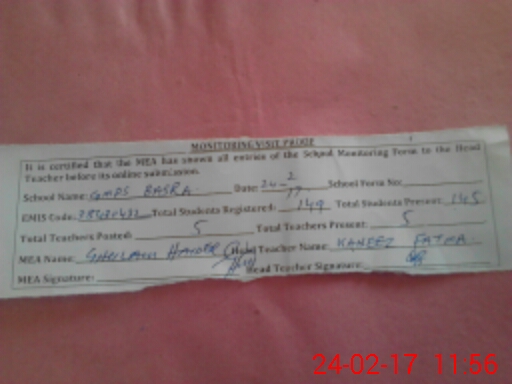 MONITORING VISIT PROOF
It is certified that the MEA has shown all entries of the School Monitoring Form to the Head
Teacher before its online submission.
School Name: GMPS BASRA Date: 24-2-17 School Form No:
EMIS Code: Total Students Registered: 149 Total Students Present: 145
Total Teachers Posted: 5 Total Teachers Present: 5
MEA Name: HAIDER Head Teacher Name: KANEEZ FATMA
MEA Signature: Head Teacher Signature:
24-02-17 11:56